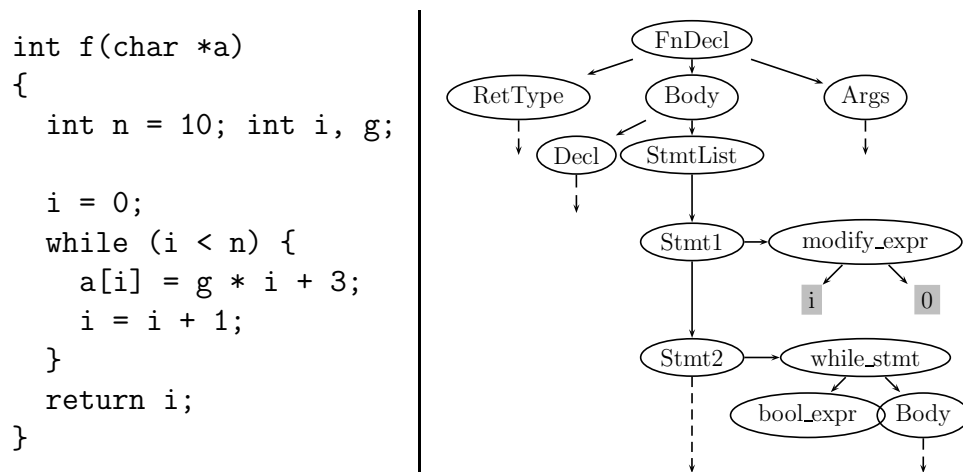 int f(char *a)
{
  int n = 10; int i, g;

  i = 0;
  while (i < n) {
    a[i] = g * i + 3;
    i = i + 1;
  }
  return i;
}
FnDecl
RetType
Body
Args
Decl
StmtList
Stmt1
modify_expr
i
0
Stmt2
while_stmt
bool_expr
Body